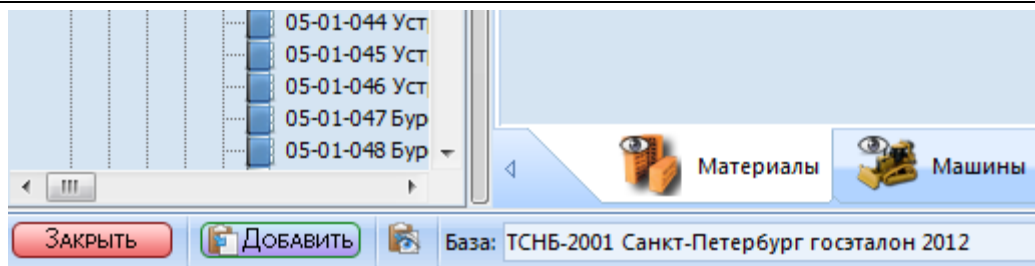 05-01-044 Уст
05-01-045 Уст
05-01-046 Уст
05-01-047 Бур
05-01-048 Бур
Материалы
Машины
Закрыть
Добавить
База: ТСНБ-2001 Санкт-Петербург госэталон 2012